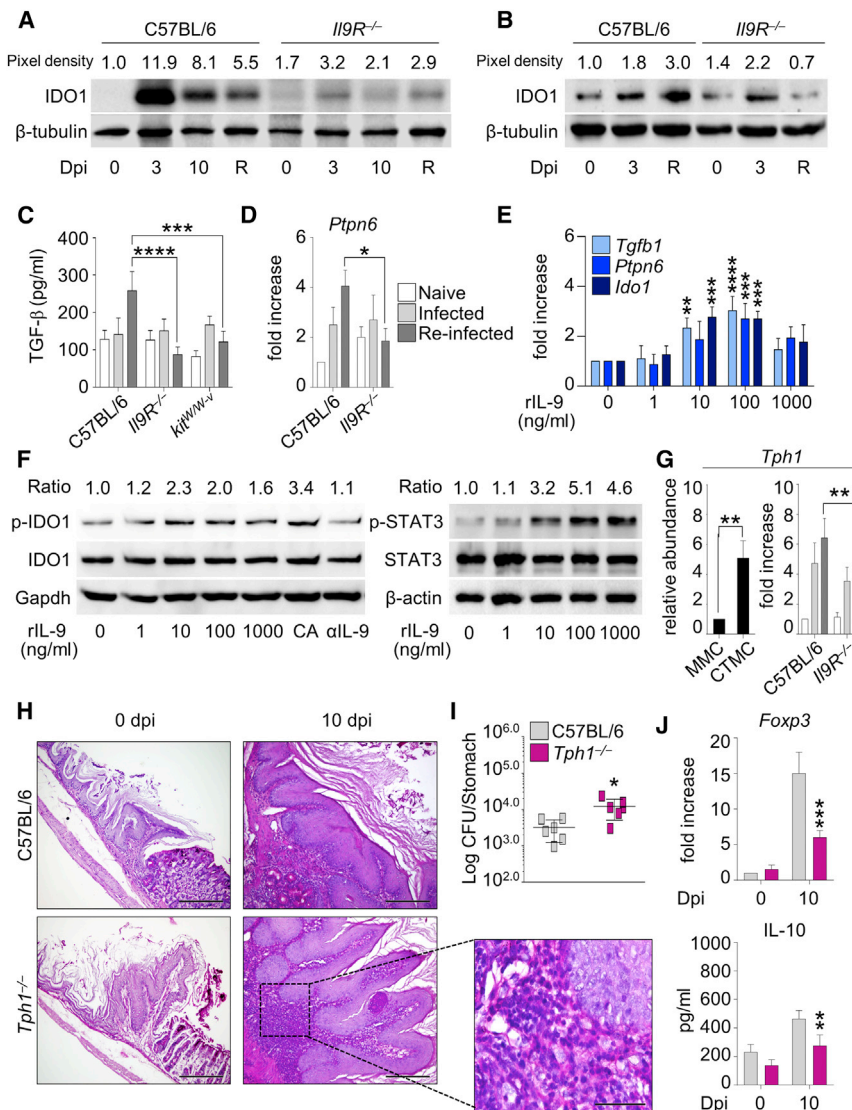 A
C57BL/6 Il9R–/–
Pixel density 1.0 11.9 8.1 5.5 1.7 3.2 2.1 2.9
IDO1
β-tubulin
Dpi 0 3 10 R 0 3 10 R
B
C57BL/6 Il9R–/–
Pixel density 1.0 1.8 3.0 1.4 2.2 0.7
IDO1
β-tubulin
Dpi 0 3 R 0 3 R
C
TGF-β (pg/ml)
400
300
200
100
0
****
***
C57BL/6
Il9R–/–
kitW/W-v
D
Ptpn6
fold increase
6
4
2
0
*
C57BL/6
Il9R–/–
Naive
Infected
Re-infected
E
fold increase
6
4
2
0
Tgfb1
Ptpn6
Ido1
**
***
****
***
***
rIL-9 0 1 10 100 1000
(ng/ml)
F
Ratio 1.0 1.2 2.3 2.0 1.6 3.4 1.1
p-IDO1
IDO1
Gapdh
rIL-9 0 1 10 100 1000 CA αIL-9
(ng/ml)
Ratio 1.0 1.1 3.2 5.1 4.6
p-STAT3
STAT3
β-actin
rIL-9 0 1 10 100 1000
(ng/ml)
G
Tph1
relative abundance
10
8
6
4
2
0
**
MMC
CTMC
fold increase
10
8
6
4
2
0
**
C57BL/6
Il9R–/–
H
0 dpi 10 dpi
C57BL/6
Tph1–/–
I
Log CFU/Stomach
10^6.0
10^5.0
10^4.0
10^3.0
10^2.0
C57BL/6
Tph1–/–
*
J
Foxp3
fold increase
20
15
10
5
0
***
Dpi 0 10
IL-10
pg/ml
1000
800
600
400
200
0
**
Dpi 0 10